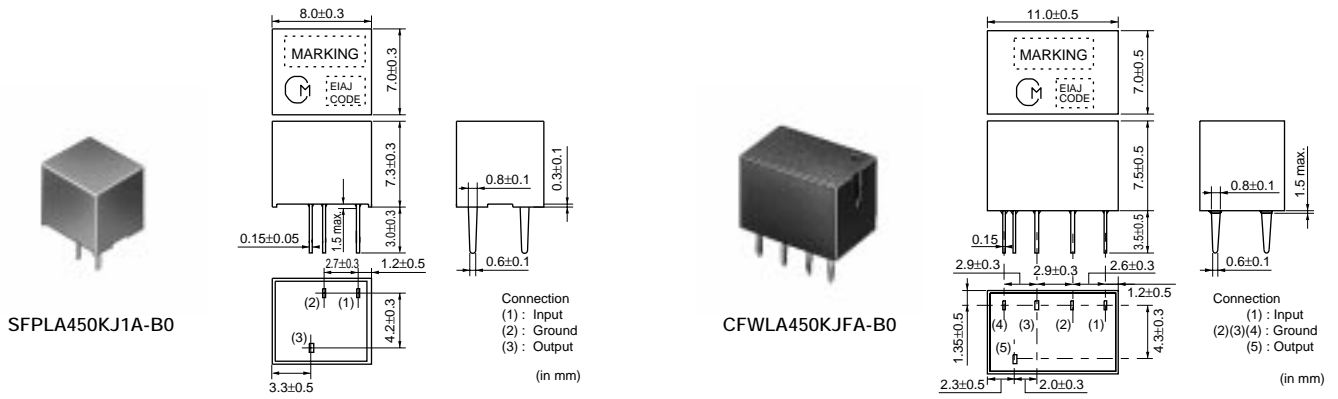 8.0±0.3
MARKING
M
EIAJ
CODE
7.0±0.3
7.3±0.3
1.5 max.
3.0±0.3
0.15±0.05
0.8±0.1
0.3±0.1
0.6±0.1
2.7±0.3
1.2±0.5
(2)
(1)
(3)
4.2±0.3
3.3±0.5
SFPLA450KJ1A-B0
Connection
(1) : Input
(2) : Ground
(3) : Output
(in mm)
11.0±0.5
MARKING
M
EIAJ
CODE
7.0±0.5
7.5±0.5
3.5±0.5
0.15
0.8±0.1
1.5 max.
0.6±0.1
2.9±0.3
2.9±0.3
2.6±0.3
1.2±0.5
(4)
(3)
(2)
(1)
(5)
1.35±0.5
4.3±0.3
2.3±0.5
2.0±0.3
CFWLA450KJFA-B0
Connection
(1) : Input
(2)(3)(4) : Ground
(5) : Output
(in mm)